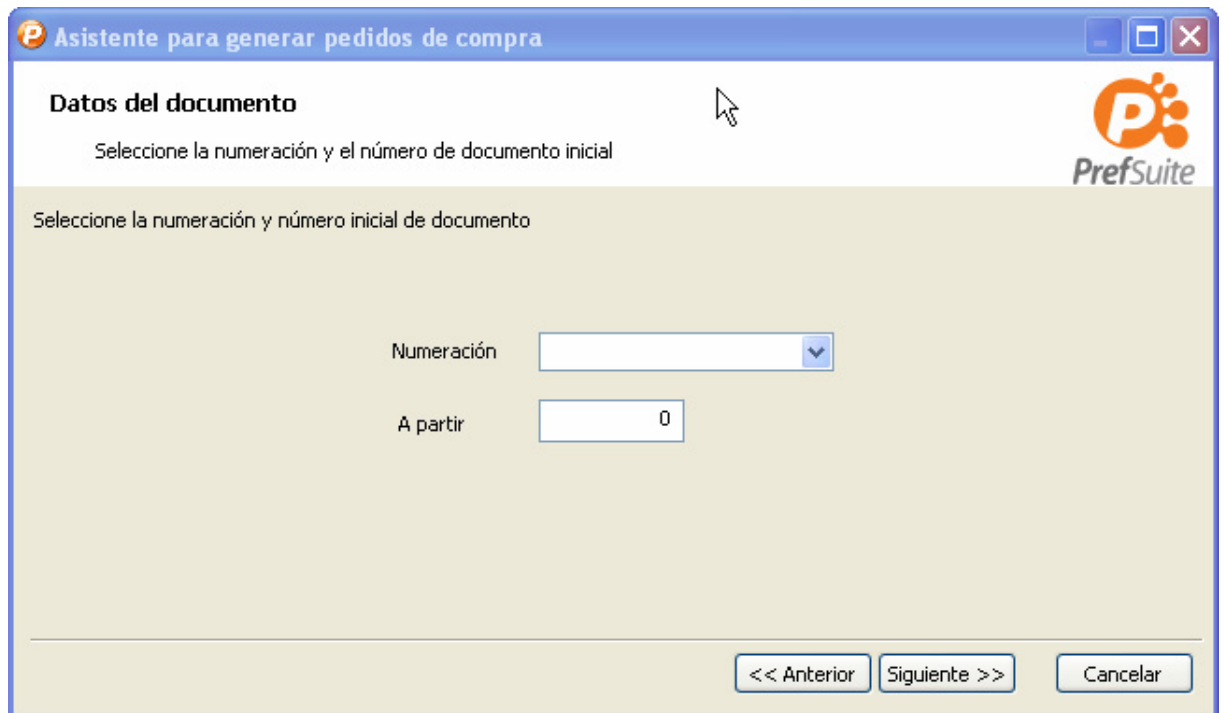 Asistente para generar pedidos de compra
Datos del documento
Seleccione la numeración y el número de documento inicial
PrefSuite
Seleccione la numeración y número inicial de documento
Numeración
A partir 0
<< Anterior Siguiente >> Cancelar